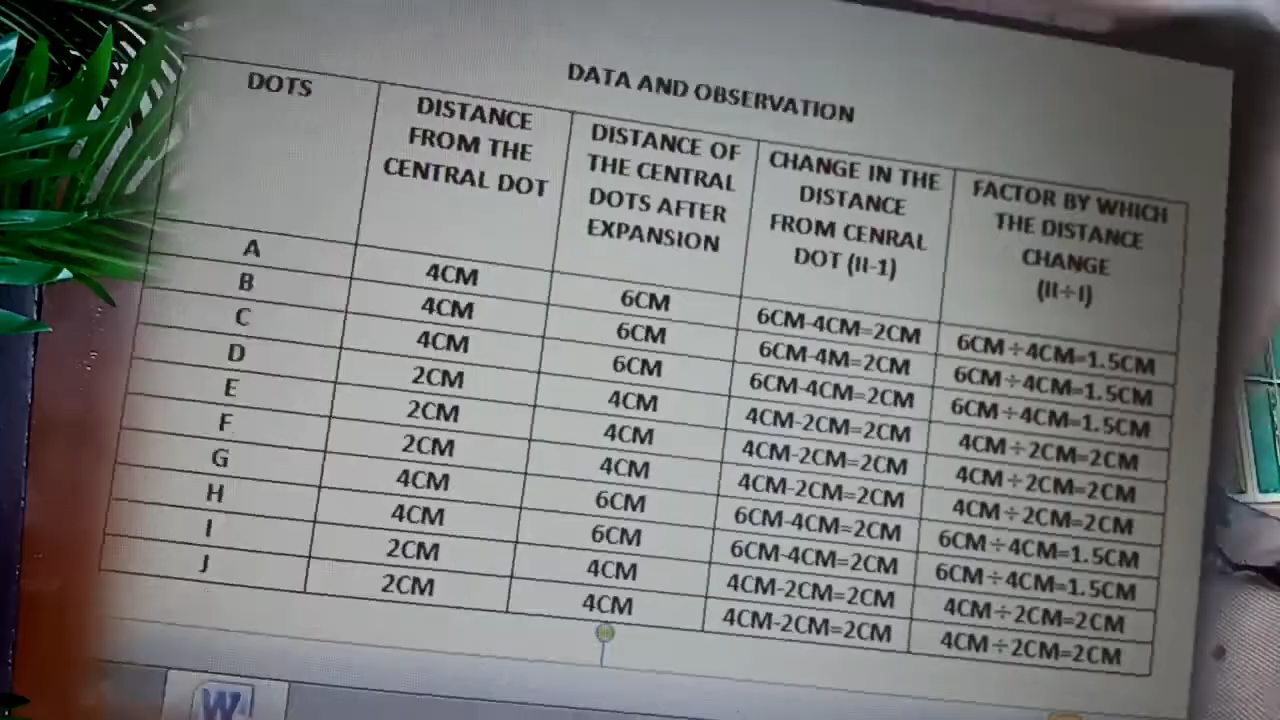 DATA AND OBSERVATION
DOTS
DISTANCE
FROM THE
CENTRAL DOT
DISTANCE OF
THE CENTRAL
DOTS AFTER
EXPANSION
CHANGE IN THE
DISTANCE
FROM CENRAL
DOT (II-1)
FACTOR BY WHICH
THE DISTANCE
CHANGE
(II÷I)
A 4CM 6CM 6CM-4CM=2CM 6CM÷4CM=1.5CM
B 4CM 6CM 6CM-4M=2CM 6CM÷4CM=1.5CM
C 4CM 6CM 6CM-4CM=2CM 6CM÷4CM=1.5CM
D 2CM 4CM 4CM-2CM=2CM 4CM÷2CM=2CM
E 2CM 4CM 4CM-2CM=2CM 4CM÷2CM=2CM
F 2CM 4CM 4CM-2CM=2CM 4CM÷2CM=2CM
G 4CM 6CM 6CM-4CM=2CM 6CM÷4CM=1.5CM
H 4CM 6CM 6CM-4CM=2CM 6CM÷4CM=1.5CM
I 2CM 4CM 4CM-2CM=2CM 4CM÷2CM=2CM
J 2CM 4CM 4CM-2CM=2CM 4CM÷2CM=2CM
W